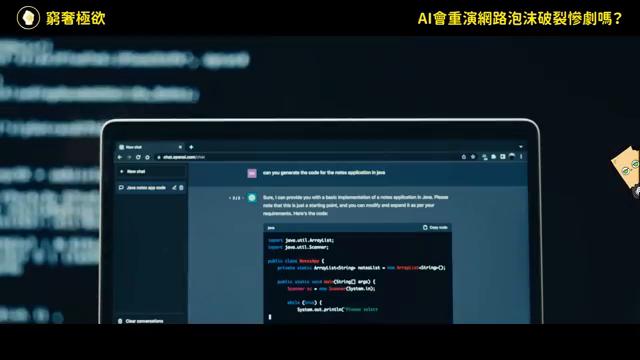 窮奢極欲
AI會重演網路泡沫破裂慘劇嗎?
New chat
chat.openai.com/chat
New chat
can you generate the code for the notes application in java
Java notes app code
Sure, I can provide you with a basic implementation of a notes application in Java. Please
note that this is just a starting point, and you can modify and expand it as per your
requirements. Here's the code:
java
Copy code
import java.util.ArrayList;
import java.util.Scanner;
public class NotesApp {
private static ArrayList<String> notesList = new ArrayList<String>();
public static void main(String[] args) {
Scanner sc = new Scanner(System.in);
while (true) {
System.out.println("Please select
Clear conversations